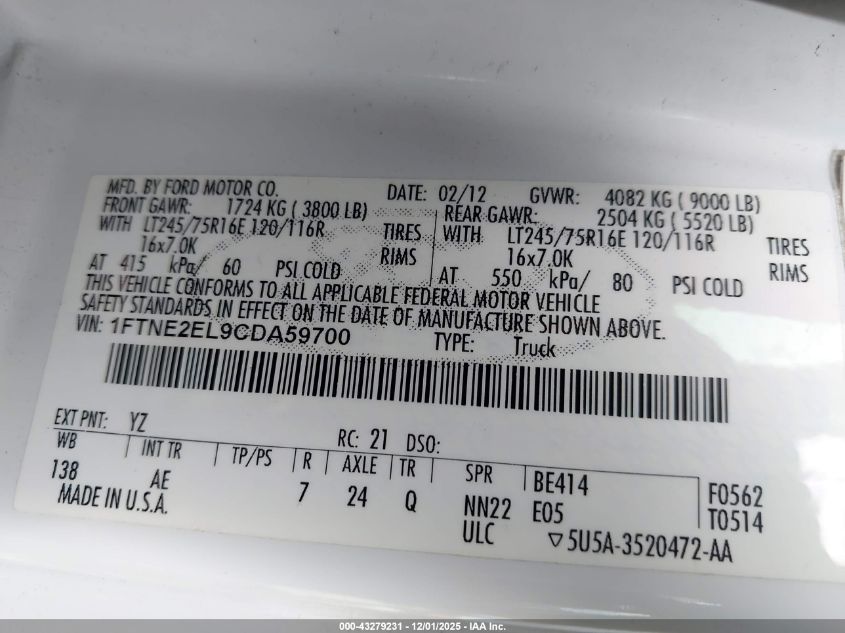 MFD. BY FORD MOTOR CO. DATE: 02/12 GVWR: 4082 KG ( 9000 LB)
FRONT GAWR: 1724 KG ( 3800 LB) REAR GAWR: 2504 KG ( 5520 LB)
WITH LT245/75R16E 120/116R TIRES WITH LT245/75R16E 120/116R TIRES
16x7.0K RIMS 16x7.0K RIMS
AT 415 kPa/ 60 PSI COLD AT 550 kPa/ 80 PSI COLD
THIS VEHICLE CONFORMS TO ALL APPLICABLE FEDERAL MOTOR VEHICLE
SAFETY STANDARDS IN EFFECT ON THE DATE OF MANUFACTURE SHOWN ABOVE.
VIN: 1FTNE2EL9CDA59700 TYPE: Truck
EXT PNT: YZ RC: 21 DSO:
WB INT TR TP/PS R AXLE TR SPR BE414 F0562
138 AE 7 24 Q NN22 E05 T0514
MADE IN U.S.A. ULC ▽5U5A-3520472-AA
000-43279231 - 12/01/2025 - IAA Inc.